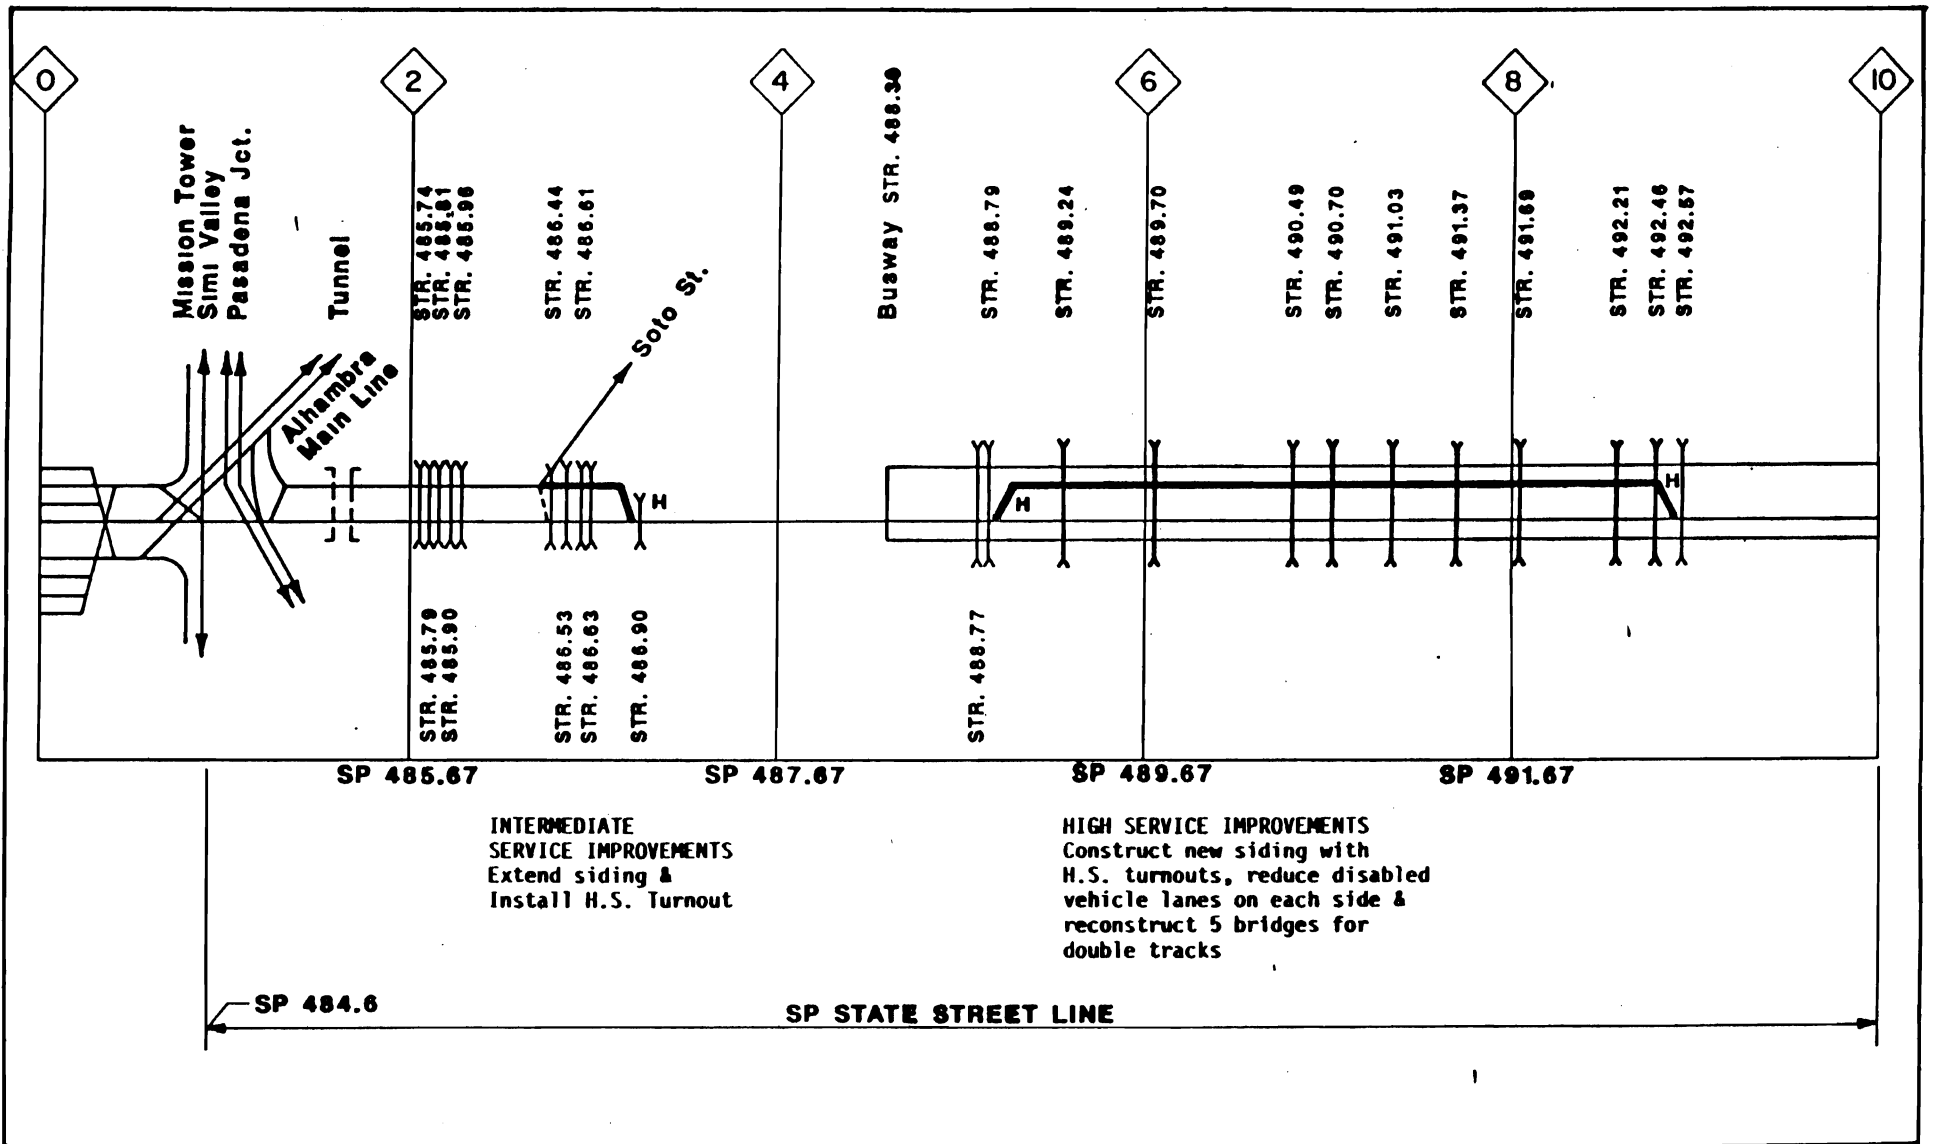 0
2
4
6
8
10
Mission Tower
Simi Valley
Pasadena Jct.
Tunnel
STR. 485.74
STR. 485.81
STR. 485.96
STR. 486.44
STR. 486.61
Busway STR. 488.30
STR. 488.79
STR. 489.24
STR. 489.70
STR. 490.49
STR. 490.70
STR. 491.03
STR. 491.37
STR. 491.69
STR. 492.21
STR. 492.46
STR. 492.57
Alhambra
Main Line
Soto St.
H
H
H
STR. 485.79
STR. 485.90
STR. 486.53
STR. 486.63
STR. 486.90
STR. 488.77
SP 485.67
SP 487.67
SP 489.67
SP 491.67
INTERMEDIATE
SERVICE IMPROVEMENTS
Extend siding &
Install H.S. Turnout
HIGH SERVICE IMPROVEMENTS
Construct new siding with
H.S. turnouts, reduce disabled
vehicle lanes on each side &
reconstruct 5 bridges for
double tracks
SP 484.6
SP STATE STREET LINE